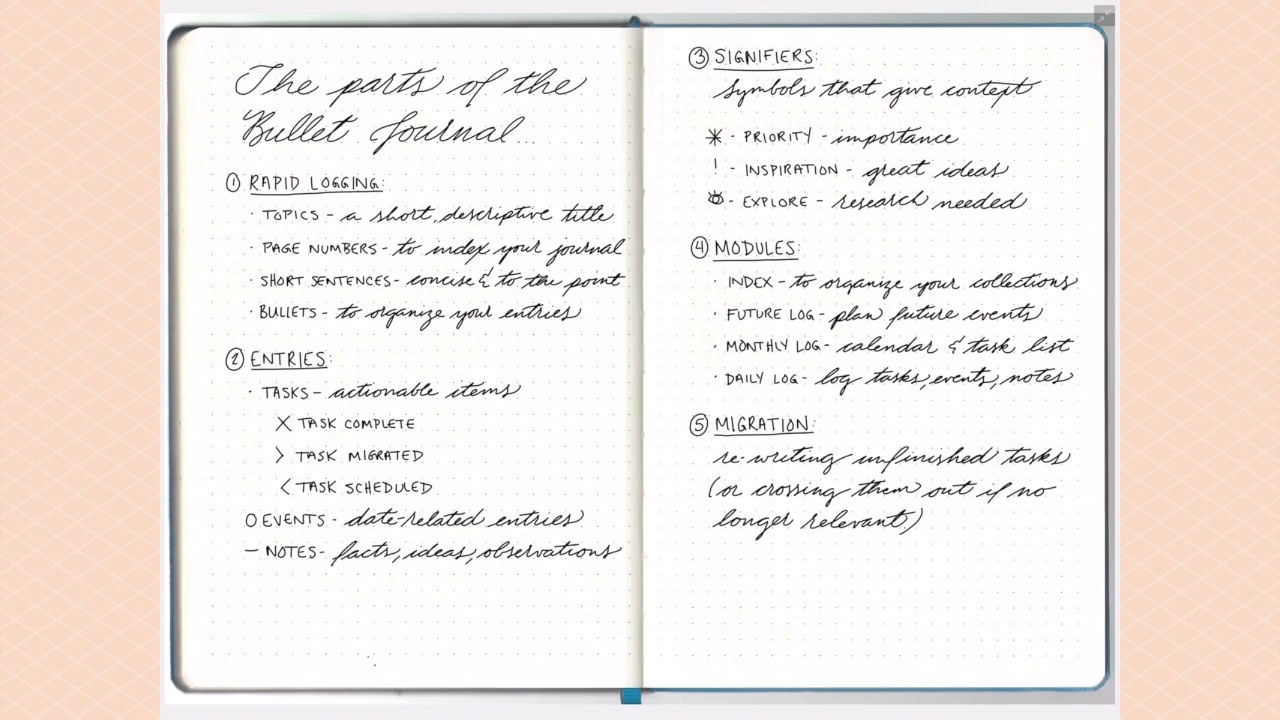 The parts of the
Bullet Journal...
① RAPID LOGGING:
· TOPICS - a short, descriptive title
· PAGE NUMBERS - to index your journal
· SHORT SENTENCES - concise & to the point
· BULLETS - to organize your entries
② ENTRIES:
· TASKS - actionable items
X TASK COMPLETE
> TASK MIGRATED
< TASK SCHEDULED
O EVENTS - date-related entries
— NOTES - facts, ideas, observations
③ SIGNIFIERS:
symbols that give context
* - PRIORITY - importance
! - INSPIRATION - great ideas
- EXPLORE - research needed
④ MODULES:
· INDEX - to organize your collections
· FUTURE LOG - plan future events
· MONTHLY LOG - calendar & task list
· DAILY LOG - log tasks, events, notes
⑤ MIGRATION:
re-writing unfinished tasks
(or crossing them out if no
longer relevant)